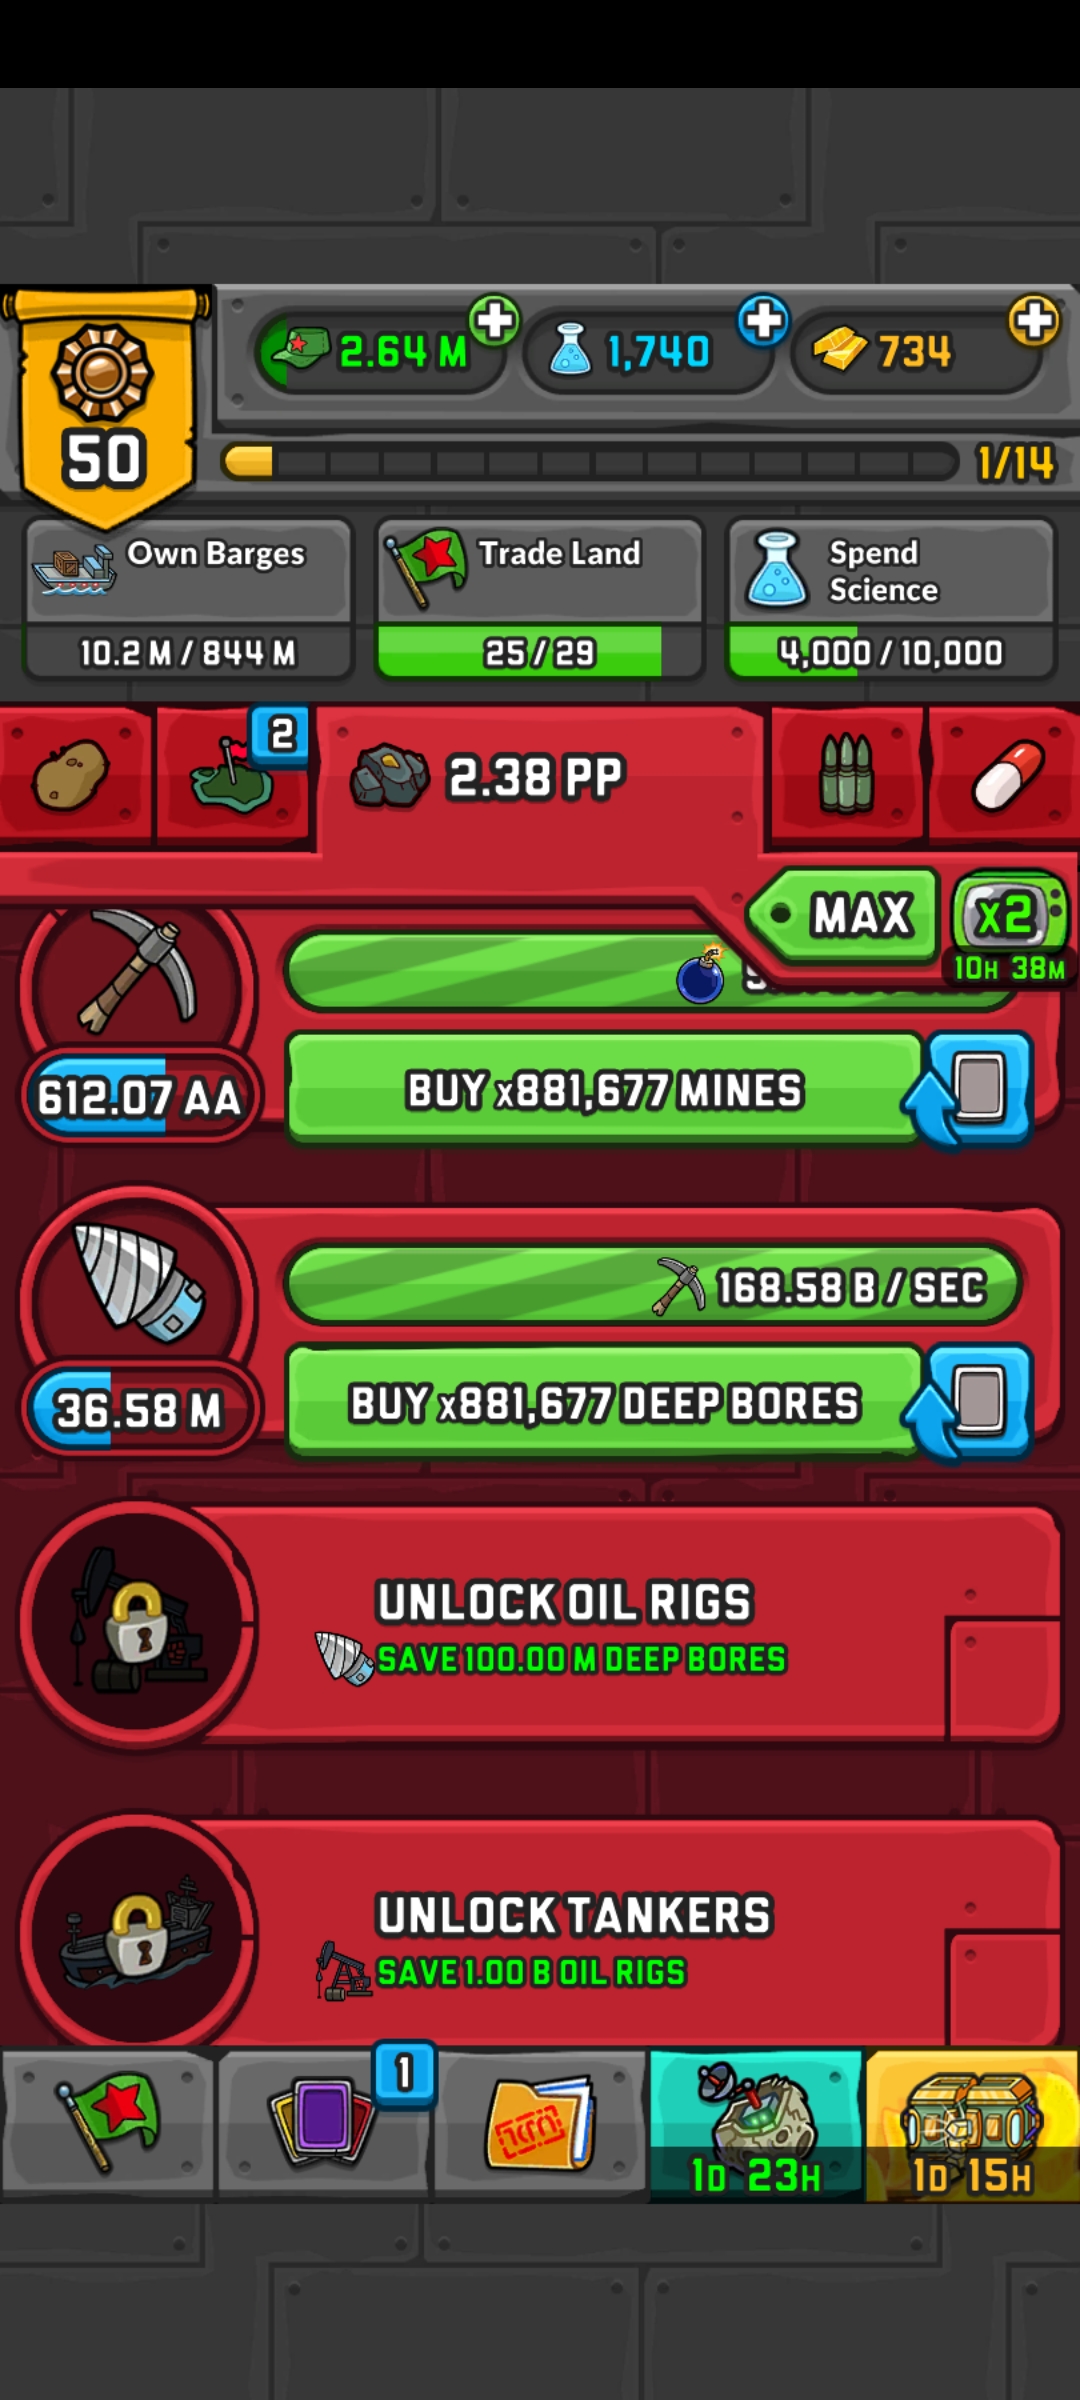 2.64 M
1,740
734
50
1/14
Own Barges
10.2 M / 844 M
Trade Land
25 / 29
Spend
Science
4,000 / 10,000
2
2.38 PP
MAX
x2
10H 38M
612.07 AA
BUY x881,677 MINES
168.58 B / SEC
36.58 M
BUY x881,677 DEEP BORES
UNLOCK OIL RIGS
SAVE 100.00 M DEEP BORES
UNLOCK TANKERS
SAVE 1.00 B OIL RIGS
1
1D 23H
1D 15H